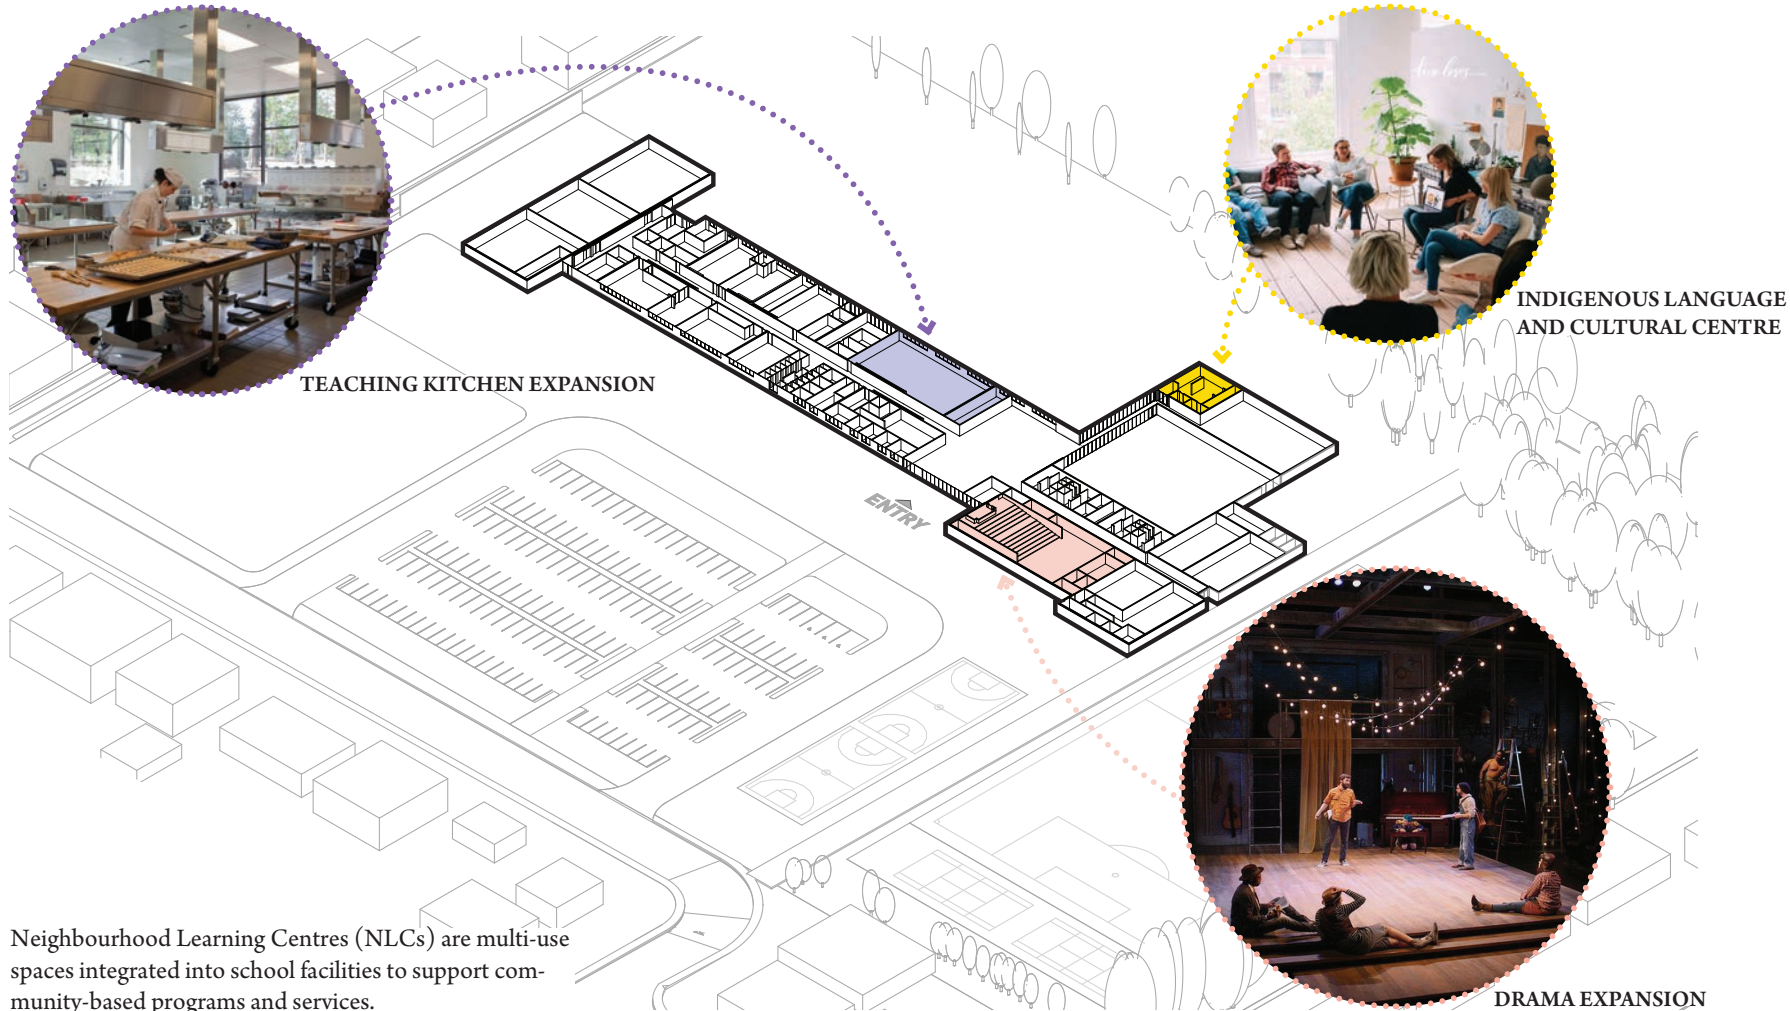 INDIGENOUS LANGUAGE
AND CULTURAL CENTRE
TEACHING KITCHEN EXPANSION
ENTRY
Neighbourhood Learning Centres (NLCs) are multi-use
spaces integrated into school facilities to support com-
munity-based programs and services.
DRAMA EXPANSION